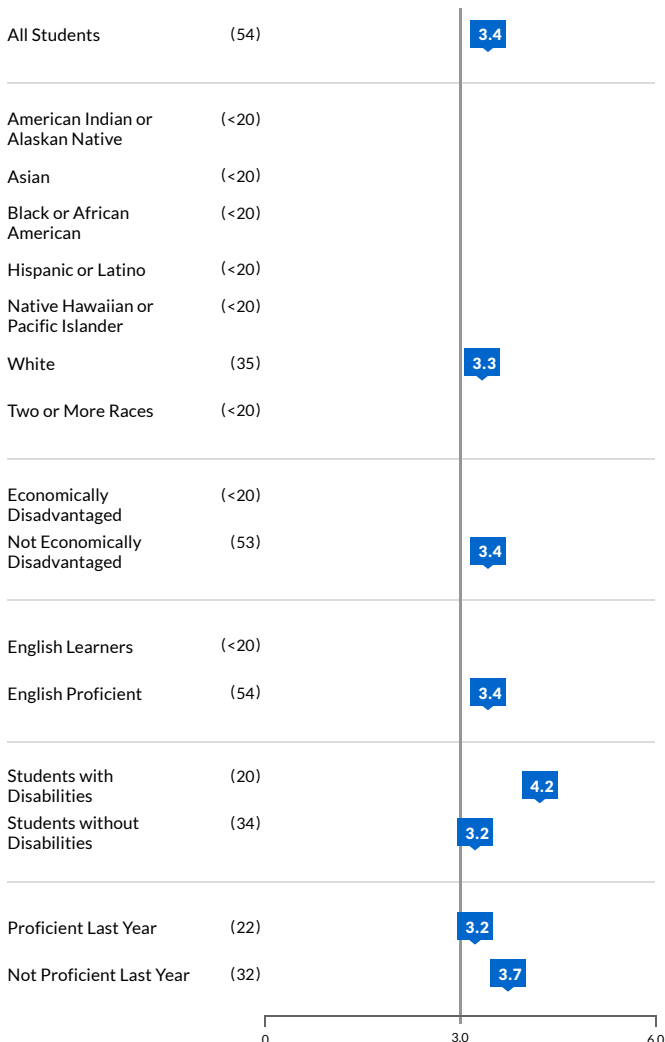 All Students (54) 3.4
American Indian or (<20)
Alaskan Native
Asian (<20)
Black or African (<20)
American
Hispanic or Latino (<20)
Native Hawaiian or (<20)
Pacific Islander
White (35) 3.3
Two or More Races (<20)
Economically (<20)
Disadvantaged
Not Economically (53) 3.4
Disadvantaged
English Learners (<20)
English Proficient (54) 3.4
Students with (20) 4.2
Disabilities
Students without (34) 3.2
Disabilities
Proficient Last Year (22) 3.2
Not Proficient Last Year (32) 3.7
0 3.0 6.0